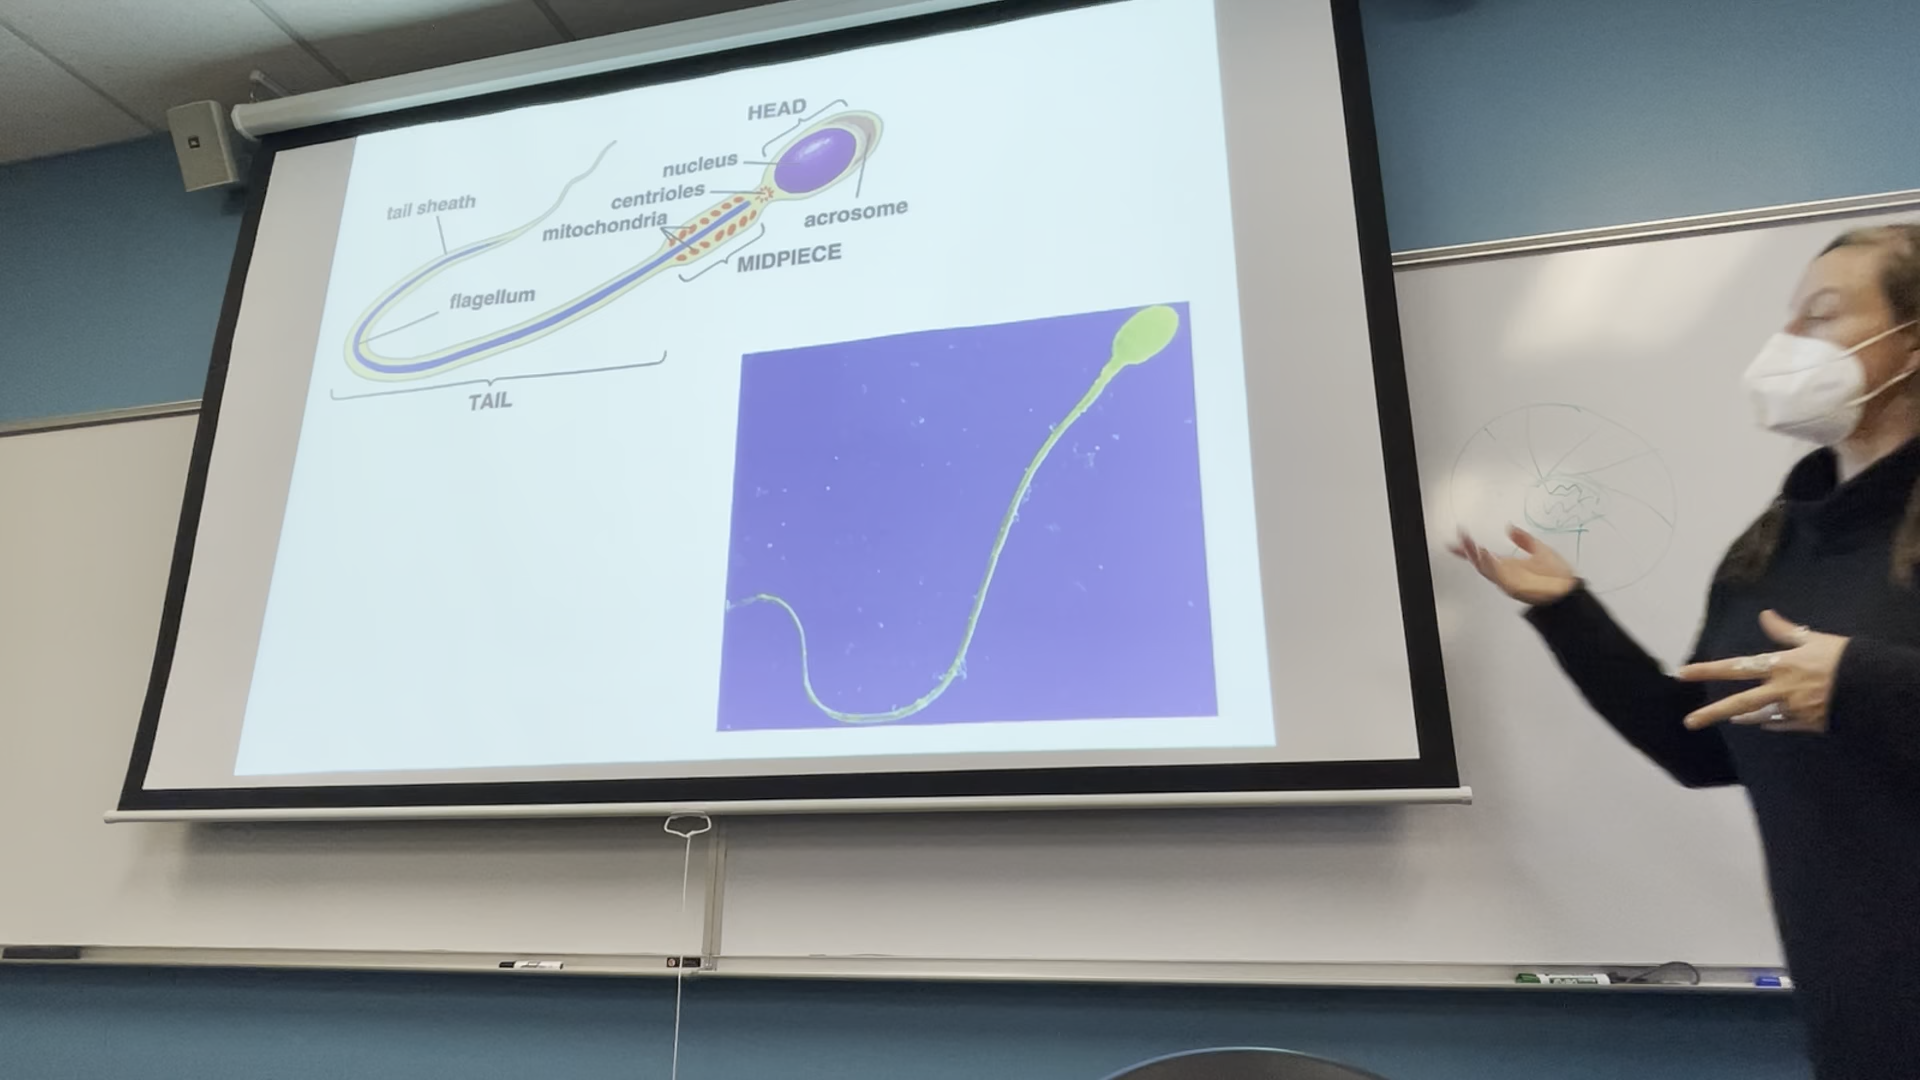 HEAD
nucleus
centrioles
mitochondria
tail sheath
acrosome
MIDPIECE
flagellum
TAIL